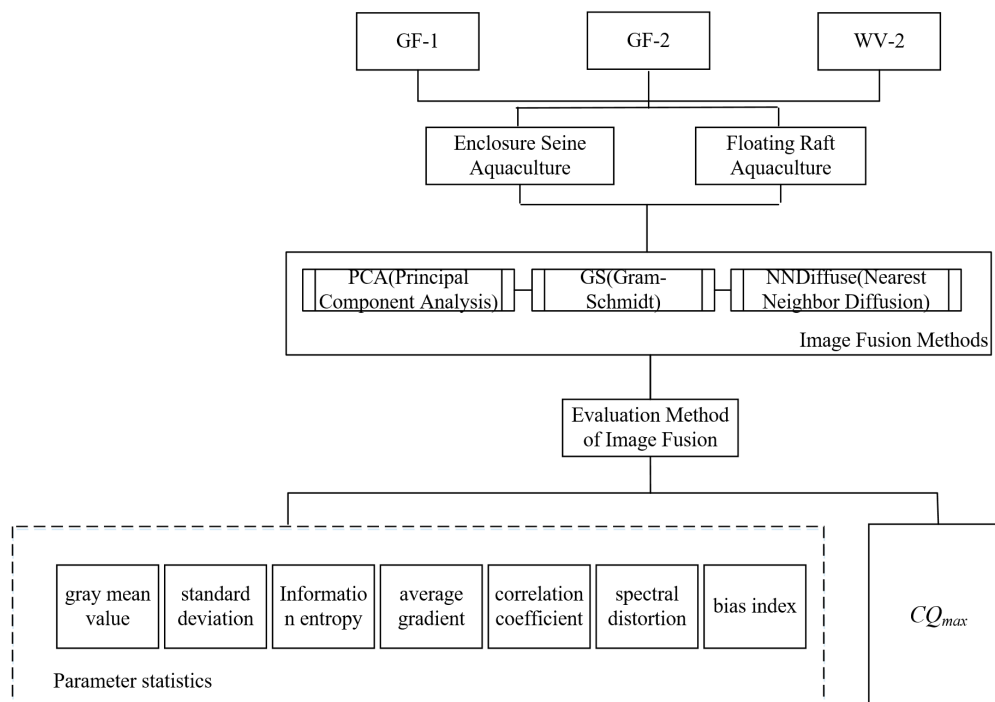 GF-1
GF-2
WV-2
Enclosure Seine
Aquaculture
Floating Raft
Aquaculture
PCA(Principal
Component Analysis)
GS(Gram-
Schmidt)
NNDiffuse(Nearest
Neighbor Diffusion)
Image Fusion Methods
Evaluation Method
of Image Fusion
gray mean
value
standard
deviation
Informatio
n entropy
average
gradient
correlation
coefficient
spectral
distortion
bias index
CQmax
Parameter statistics